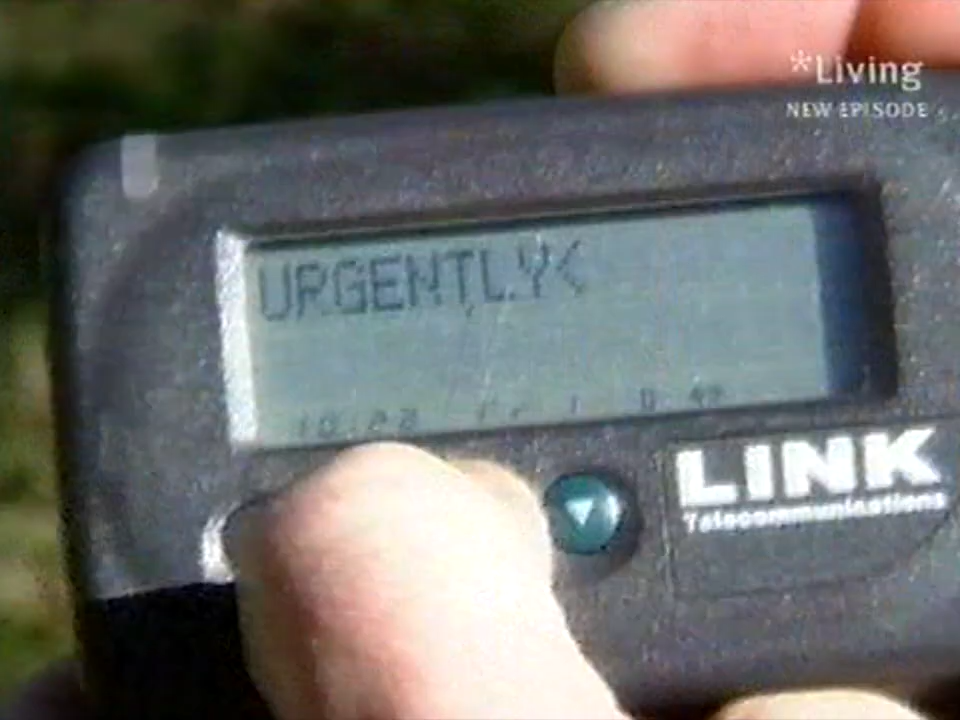 *Living
NEW EPISODE
URGENTLY<
LINK
Telecommunications